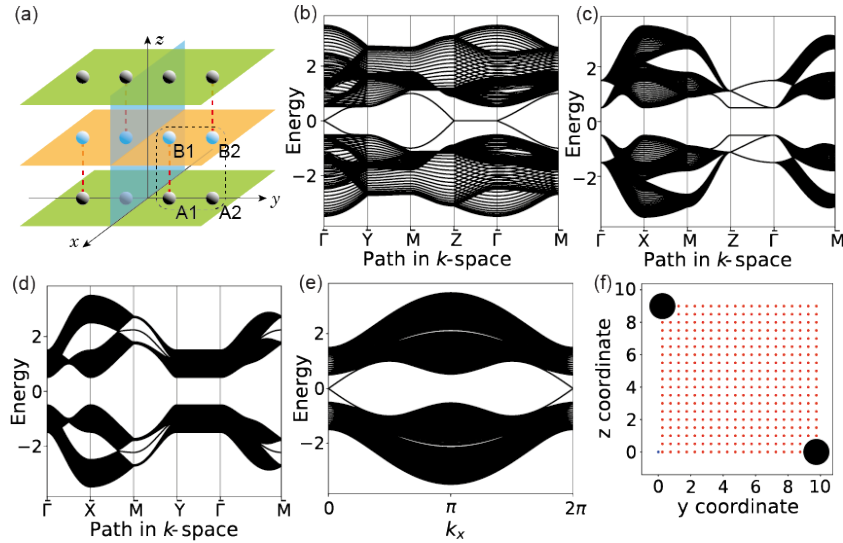 (a)
z
B1 B2
A1 A2
y
x
(b)
Energy
2
0
−2
Γ̄ Ȳ M̄ Z̄ Γ̄ M̄
Path in k-space
(c)
Energy
2
0
−2
Γ̄ X̄ M̄ Z̄ Γ̄ M̄
Path in k-space
(d)
Energy
2
0
−2
Γ̄ X̄ M̄ Ȳ Γ̄ M̄
Path in k-space
(e)
Energy
2
0
−2
0 π 2π
kₓ
(f)
z coordinate
10
8
6
4
2
0
0 2 4 6 8 10
y coordinate